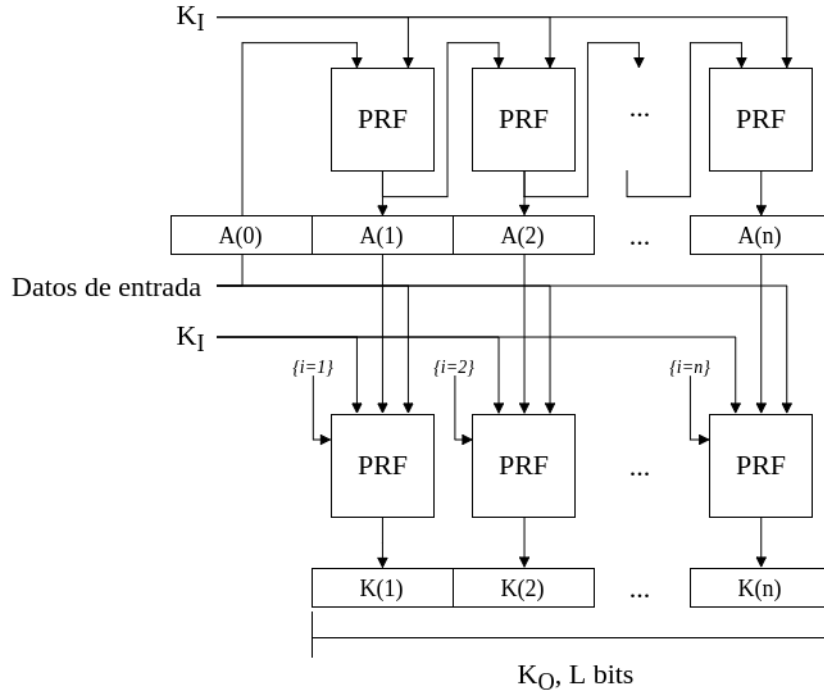 K_I
PRF PRF ... PRF
A(0) A(1) A(2) ... A(n)
Datos de entrada
K_I
{i=1} {i=2} {i=n}
PRF PRF ... PRF
K(1) K(2) ... K(n)
K_O, L bits